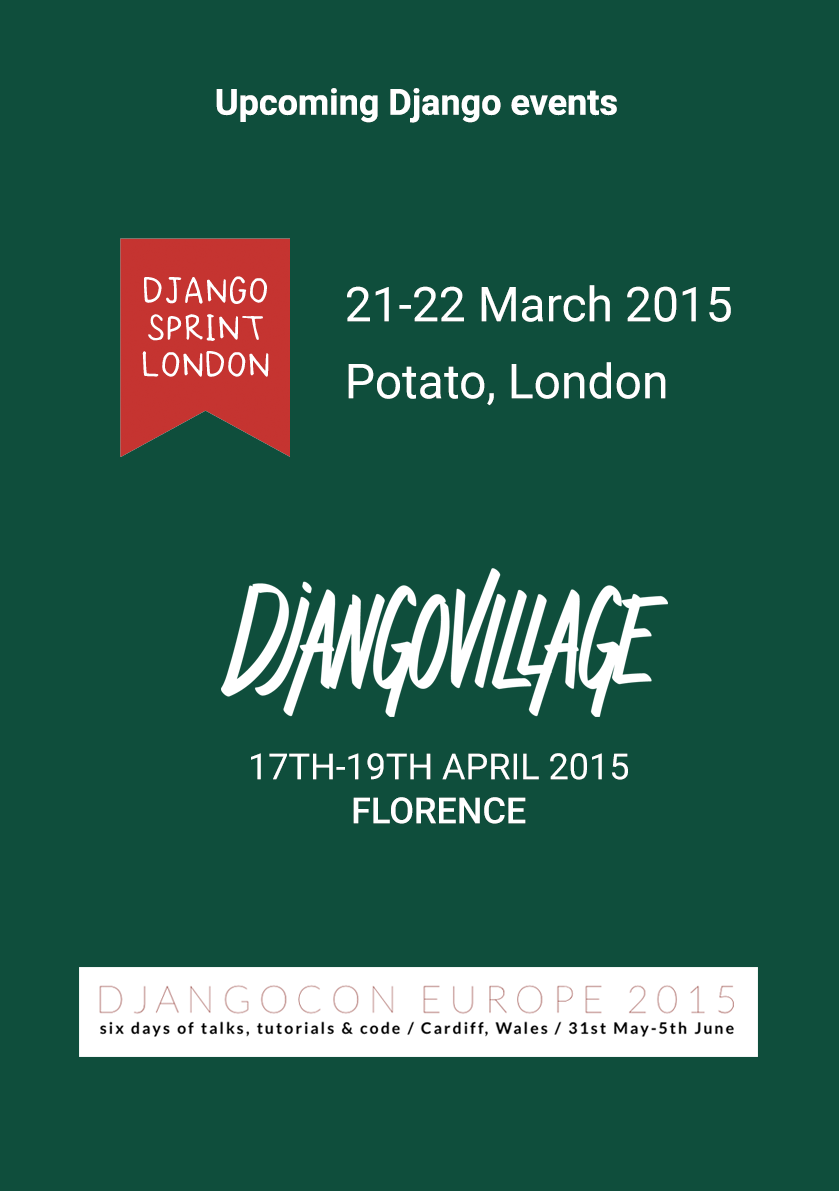 Upcoming Django events
DJANGO
SPRINT
LONDON
21-22 March 2015
Potato, London
DjANGOVILLAGE
17TH-19TH APRIL 2015
FLORENCE
DJANGOCON EUROPE 2015
six days of talks, tutorials & code / Cardiff, Wales / 31st May-5th June